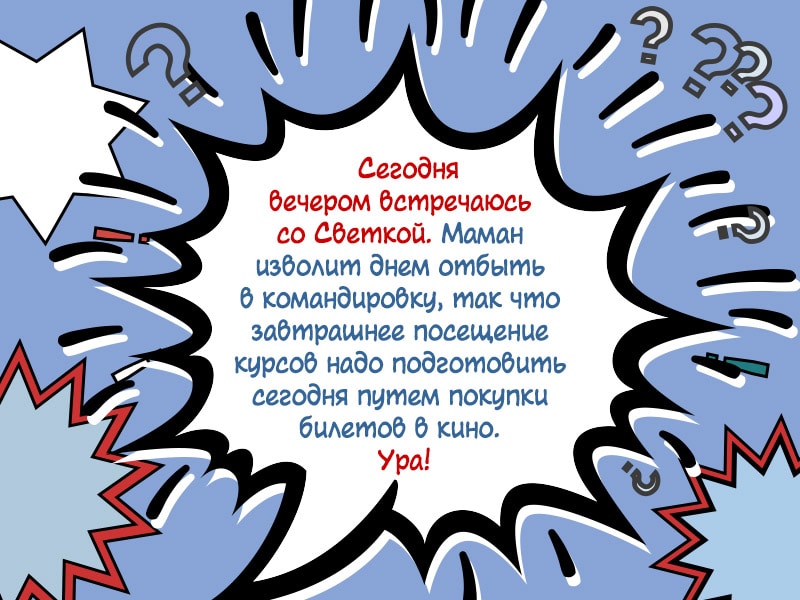 Сегодня
вечером встречаюсь
со Светкой. Маман
изволит днем отбыть
в командировку, так что
завтрашнее посещение
курсов надо подготовить
сегодня путем покупки
билетов в кино.
Ура!